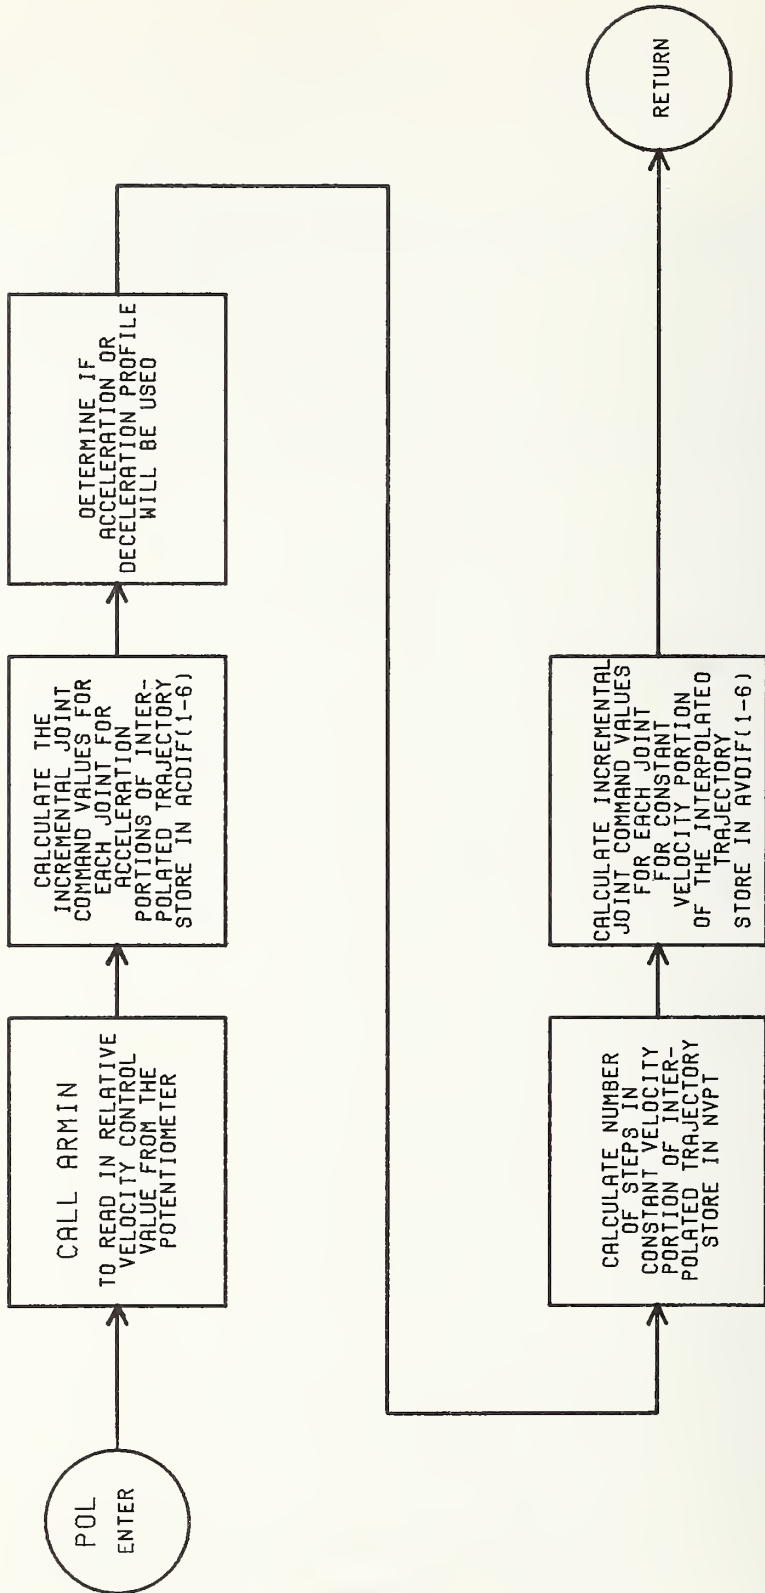 POL
ENTER
CALL ARMIN
TO READ IN RELATIVE
VELOCITY CONTROL
VALUE FROM THE
POTENTIOMETER
CALCULATE THE
INCREMENTAL JOINT
COMMAND VALUES FOR
EACH JOINT FOR
ACCELERATION
PORTIONS OF INTER-
POLATED TRAJECTORY
STORE IN ACDIF(1-6)
DETERMINE IF
ACCELERATION OR
DECELERATION PROFILE
WILL BE USED
CALCULATE NUMBER
OF STEPS IN
CONSTANT VELOCITY
PORTION OF INTER-
POLATED TRAJECTORY
STORE IN NVPT
CALCULATE INCREMENTAL
JOINT COMMAND VALUES
FOR EACH JOINT
FOR CONSTANT
VELOCITY PORTION
OF THE INTERPOLATED
TRAJECTORY
STORE IN AVDIF(1-6)
RETURN